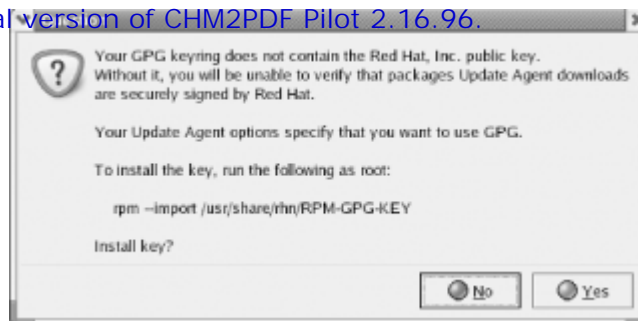 al version of CHM2PDF Pilot 2.16.96.
Your GPG keyring does not contain the Red Hat, Inc. public key.
Without it, you will be unable to verify that packages Update Agent downloads
are securely signed by Red Hat.
Your Update Agent options specify that you want to use GPG.
To install the key, run the following as root:
rpm --import /usr/share/rhn/RPM-GPG-KEY
Install key?
No
Yes